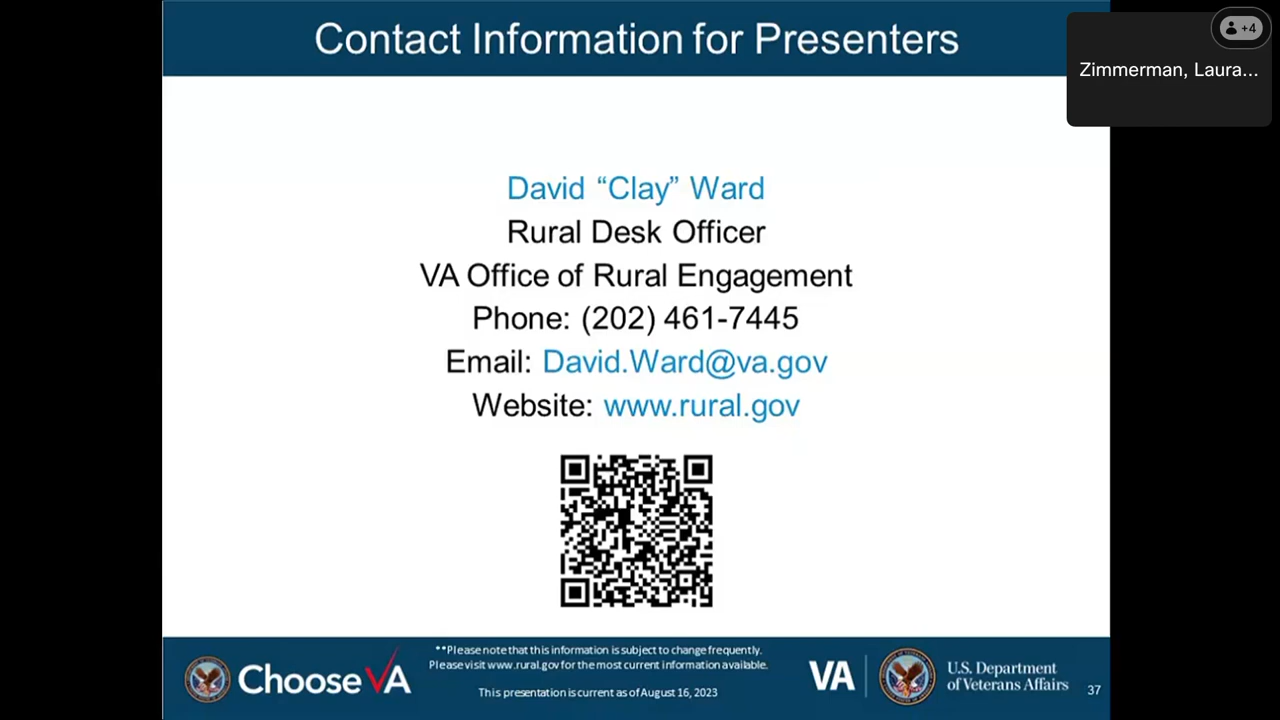 Contact Information for Presenters
+4
Zimmerman, Laura...
David “Clay” Ward
Rural Desk Officer
VA Office of Rural Engagement
Phone: (202) 461-7445
Email: David.Ward@va.gov
Website: www.rural.gov
**Please note that this information is subject to change frequently.
Please visit www.rural.gov for the most current information available.
This presentation is current as of August 16, 2023
Choose VA
VA
U.S. Department
of Veterans Affairs
37